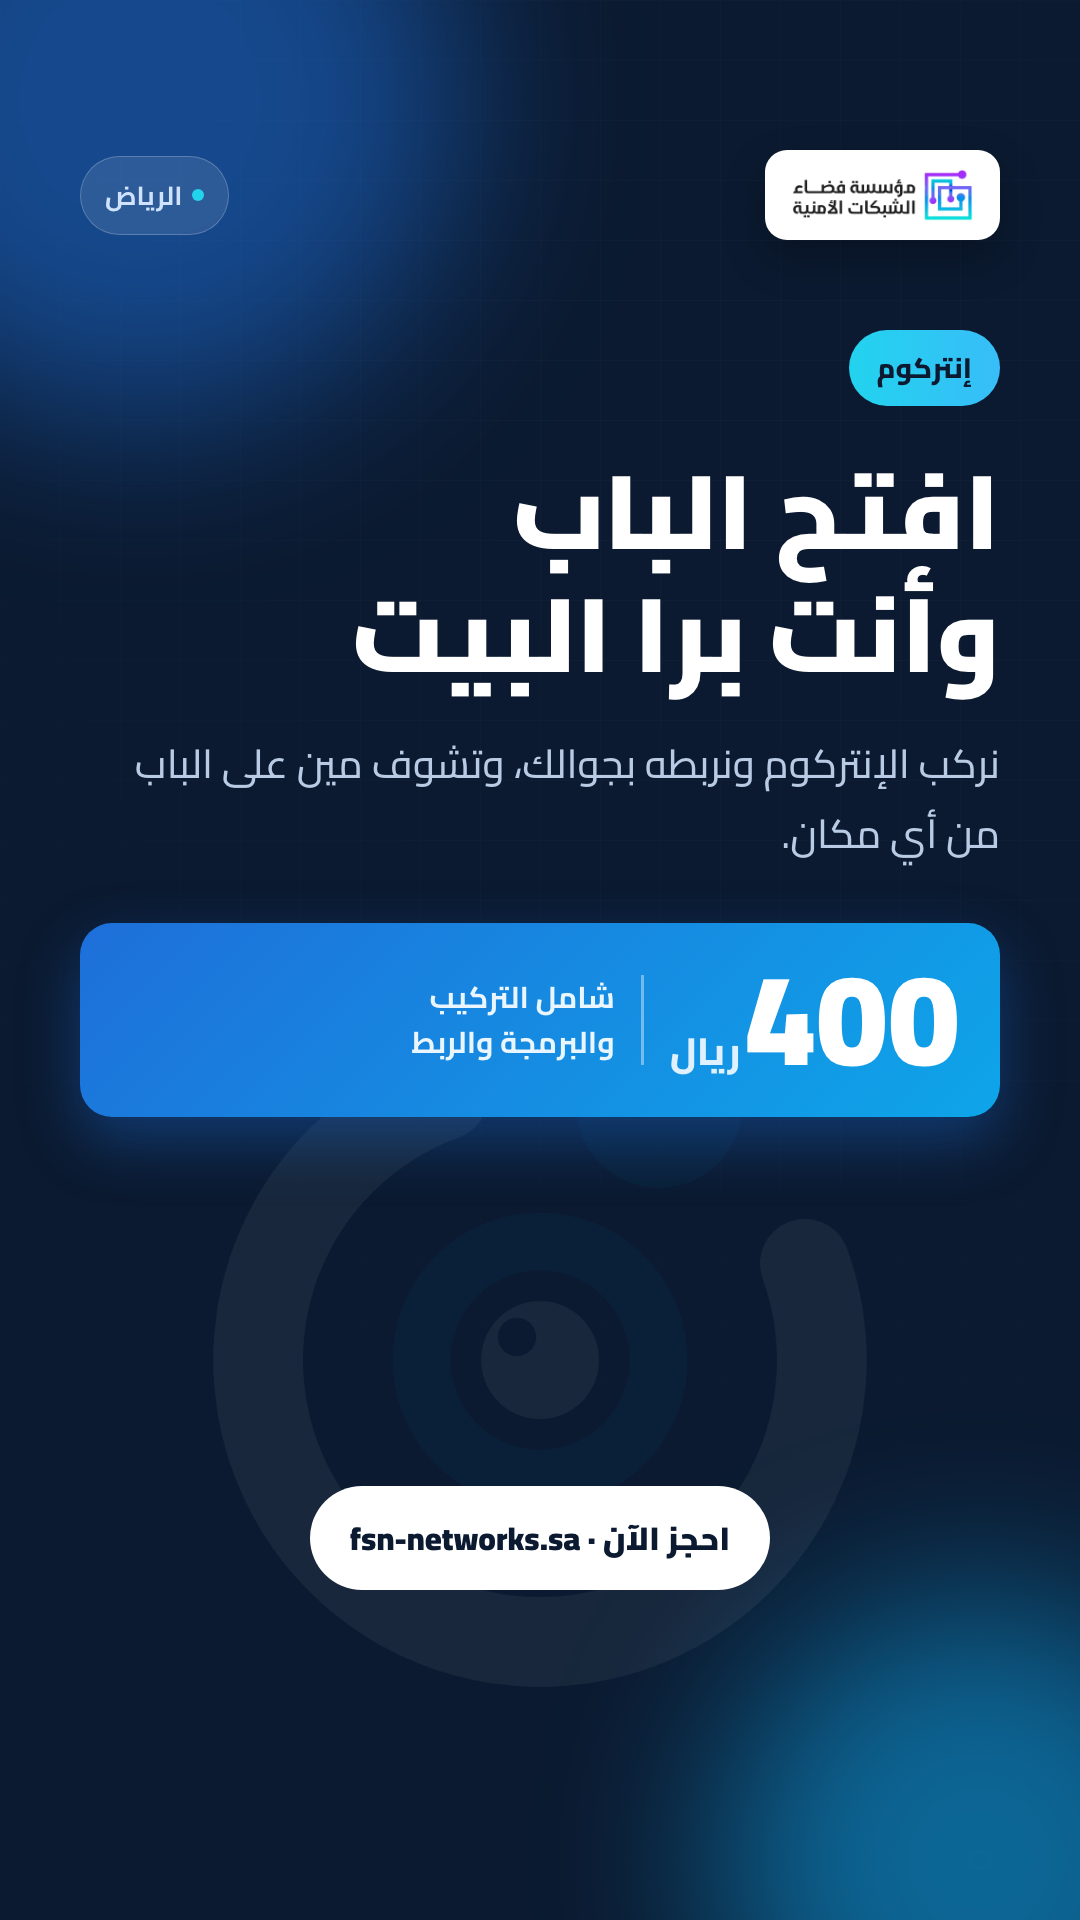 مؤسسة فضـاء
الشبكات الأمنية
الرياض
إنتركوم
افتح الباب
وأنت برا البيت
نركب الإنتركوم ونربطه بجوالك، وتشوف مين على الباب
من أي مكان.
400 ريال
شامل التركيب
والبرمجة والربط
احجز الآن · fsn-networks.sa